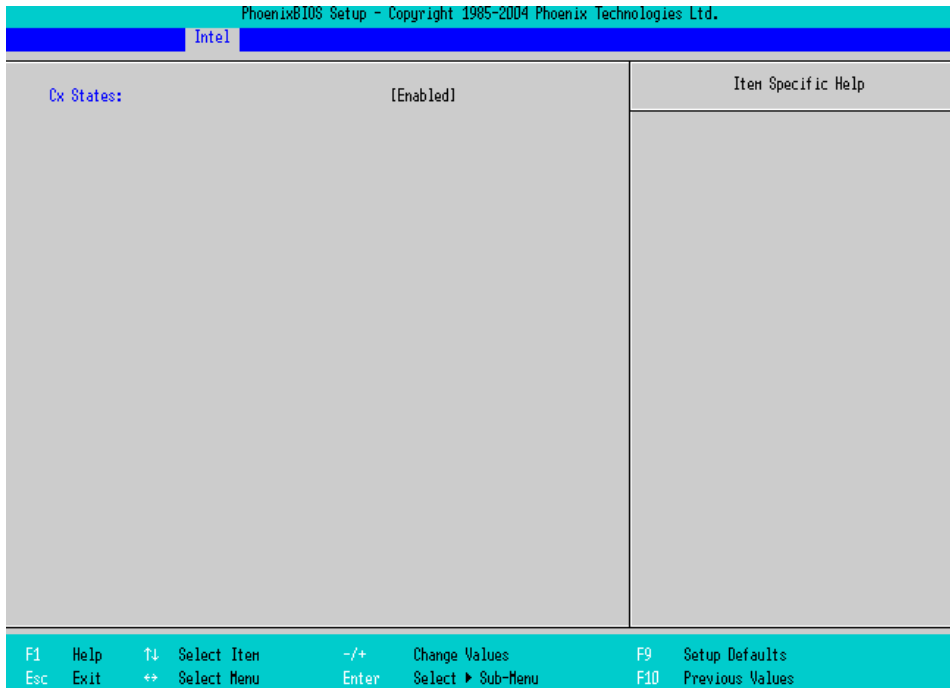 PhoenixBIOS Setup - Copyright 1985-2004 Phoenix Technologies Ltd.
Intel
Cx States: [Enabled]
Item Specific Help
F1 Help ↑↓ Select Item -/+ Change Values F9 Setup Defaults
Esc Exit ↔ Select Menu Enter Select ▶ Sub-Menu F10 Previous Values